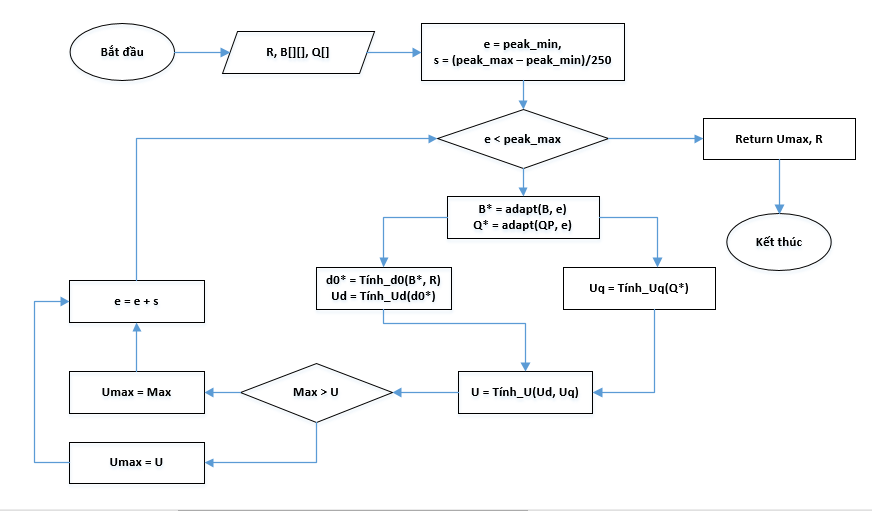 Bắt đầu
R, B[][], Q[]
e = peak_min,
s = (peak_max – peak_min)/250
e < peak_max
Return Umax, R
B* = adapt(B, e)
Q* = adapt(QP, e)
Kết thúc
d0* = Tính_d0(B*, R)
Ud = Tính_Ud(d0*)
Uq = Tính_Uq(Q*)
e = e + s
Umax = Max
Max > U
U = Tính_U(Ud, Uq)
Umax = U